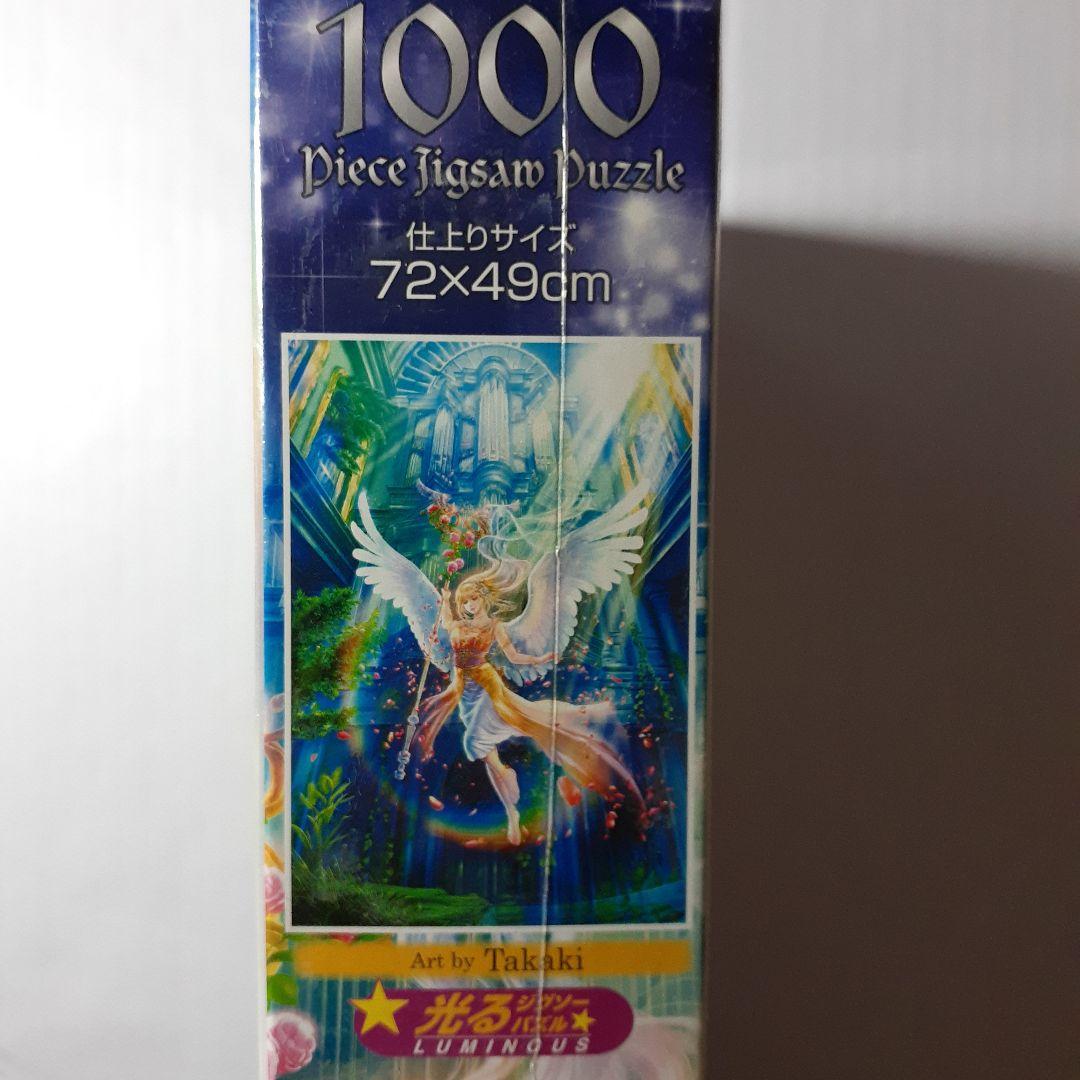 1000
Piece Jigsaw Puzzle
仕上りサイズ
72×49cm
Art by Takaki
光る ジグソーパズル
LUMINOUS